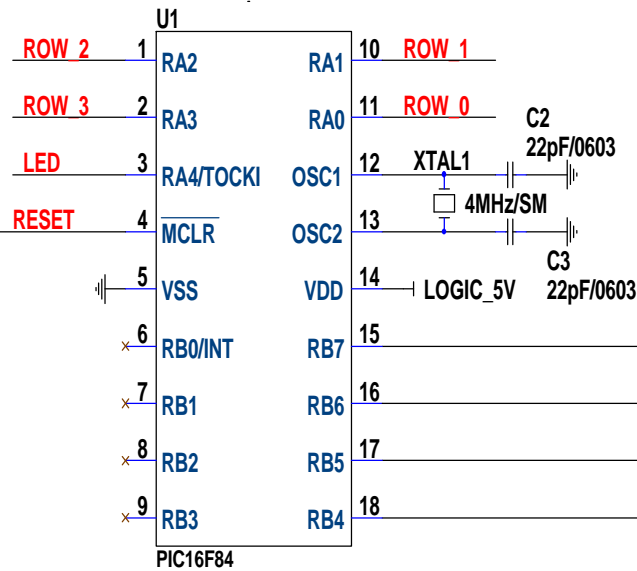 U1
ROW_2 1 RA2 RA1 10 ROW_1
ROW_3 2 RA3 RA0 11 ROW_0
C2
22pF/0603
LED 3 RA4/TOCKI OSC1 12 XTAL1
4MHz/SM
RESET 4 MCLR OSC2 13
C3
22pF/0603
5 VSS VDD 14 LOGIC_5V
6 RB0/INT RB7 15
7 RB1 RB6 16
8 RB2 RB5 17
9 RB3 RB4 18
PIC16F84